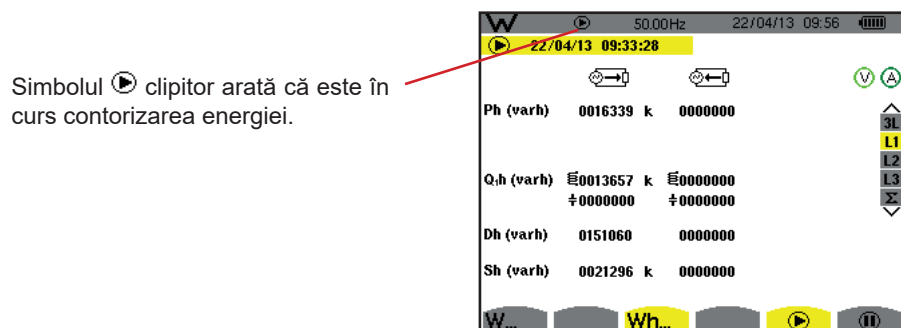 W 50.00Hz 22/04/13 09:56
22/04/13 09:33:28
Simbolul clipitor arată că este în
curs contorizarea energiei.
V A
Ph (varh) 0016339 k 0000000
3L
L1
L2
Q₁h (varh) 0013657 k 0000000
L3
0000000 0000000
Σ
Dh (varh) 0151060 0000000
Sh (varh) 0021296 k 0000000
W... Wh...